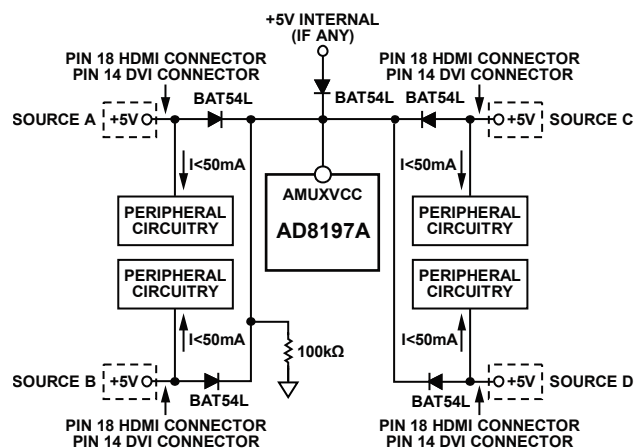 +5V INTERNAL
(IF ANY)
PIN 18 HDMI CONNECTOR
PIN 14 DVI CONNECTOR
PIN 18 HDMI CONNECTOR
PIN 14 DVI CONNECTOR
BAT54L
BAT54L
BAT54L
SOURCE A
+5V
+5V
SOURCE C
I<50mA
I<50mA
AMUXVCC
AD8197A
PERIPHERAL
CIRCUITRY
PERIPHERAL
CIRCUITRY
PERIPHERAL
CIRCUITRY
PERIPHERAL
CIRCUITRY
I<50mA
I<50mA
100kΩ
SOURCE B
+5V
+5V
SOURCE D
BAT54L
BAT54L
PIN 18 HDMI CONNECTOR
PIN 14 DVI CONNECTOR
PIN 18 HDMI CONNECTOR
PIN 14 DVI CONNECTOR